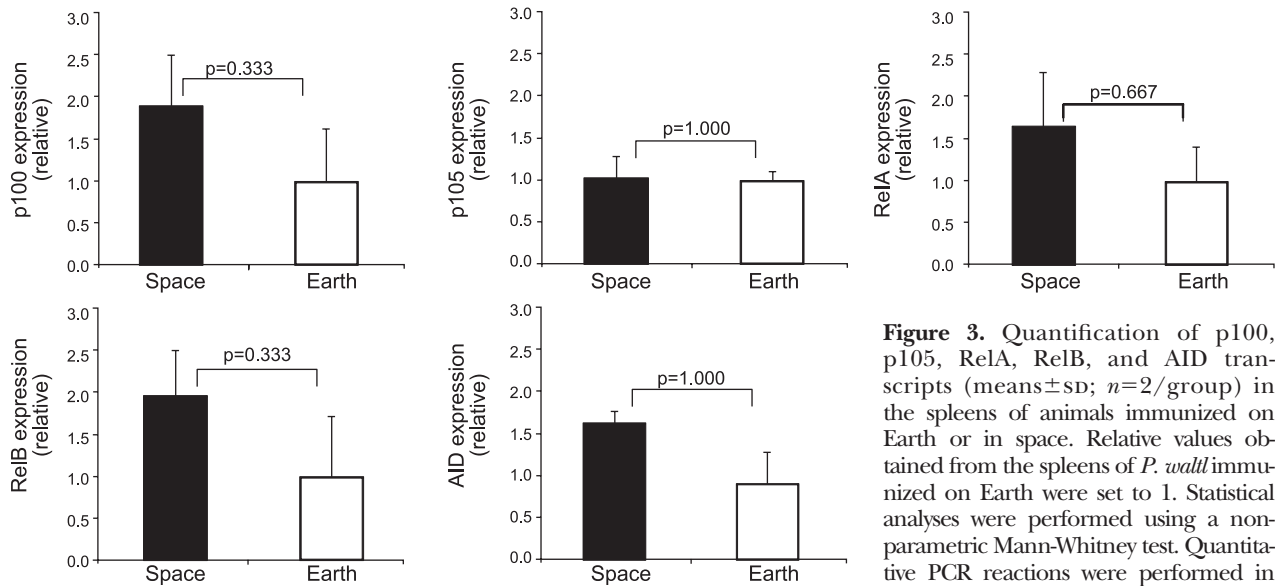 p100 expression
(relative)
3.0
2.5
2.0
1.5
1.0
0.5
0.0
p=0.333
Space
Earth
p105 expression
(relative)
3.0
2.5
2.0
1.5
1.0
0.5
0.0
p=1.000
Space
Earth
RelA expression
(relative)
3.0
2.5
2.0
1.5
1.0
0.5
0.0
p=0.667
Space
Earth
RelB expression
(relative)
3.0
2.5
2.0
1.5
1.0
0.5
0.0
p=0.333
Space
Earth
AID expression
(relative)
3.0
2.5
2.0
1.5
1.0
0.5
0.0
p=1.000
Space
Earth
Figure 3. Quantification of p100,
p105, RelA, RelB, and AID tran-
scripts (means±SD; n=2/group) in
the spleens of animals immunized on
Earth or in space. Relative values ob-
tained from the spleens of P. waltl immu-
nized on Earth were set to 1. Statistical
analyses were performed using a non-
parametric Mann-Whitney test. Quantita-
tive PCR reactions were performed in